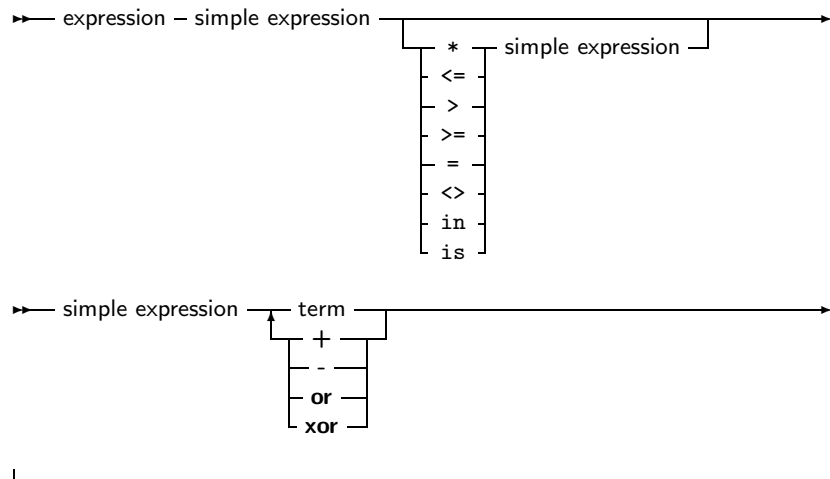 expression simple expression
* simple expression
<=
>
>=
=
<>
in
is
simple expression term
+
-
or
xor